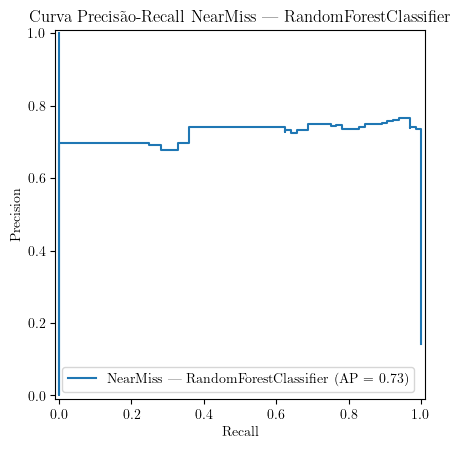 Curva Precisão-Recall NearMiss — RandomForestClassifier
1.0
0.8
0.6
0.4
0.2
0.0
Precision
NearMiss — RandomForestClassifier (AP = 0.73)
0.0 0.2 0.4 0.6 0.8 1.0
Recall